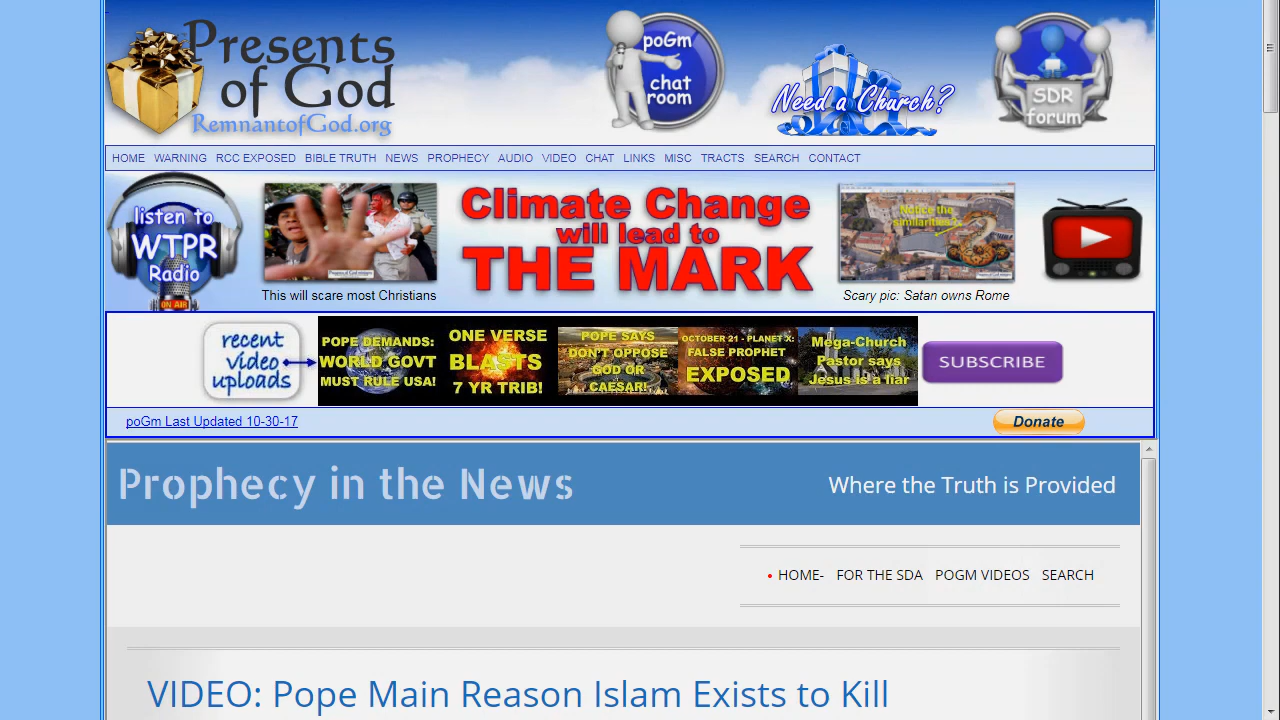 Presents
of God
RemnantofGod.org
poGm
chat
room
Need a Church?
SDR
forum
HOME WARNING RCC EXPOSED BIBLE TRUTH NEWS PROPHECY AUDIO VIDEO CHAT LINKS MISC TRACTS SEARCH CONTACT
listen to
WTPR
Radio
ON AIR
This will scare most Christians
Climate Change
will lead to
THE MARK
Notice the
similarities?
Scary pic: Satan owns Rome
recent
video
uploads
POPE DEMANDS:
WORLD GOVT
MUST RULE USA!
ONE VERSE
BLASTS
7 YR TRIB!
POPE SAYS
DON'T OPPOSE
GOD OR
CAESAR!
OCTOBER 21 - PLANET X:
FALSE PROPHET
EXPOSED
Mega-Church
Pastor says
Jesus is a liar
SUBSCRIBE
poGm Last Updated 10-30-17
Donate
Prophecy in the News
Where the Truth is Provided
• HOME- FOR THE SDA POGM VIDEOS SEARCH
VIDEO: Pope Main Reason Islam Exists to Kill